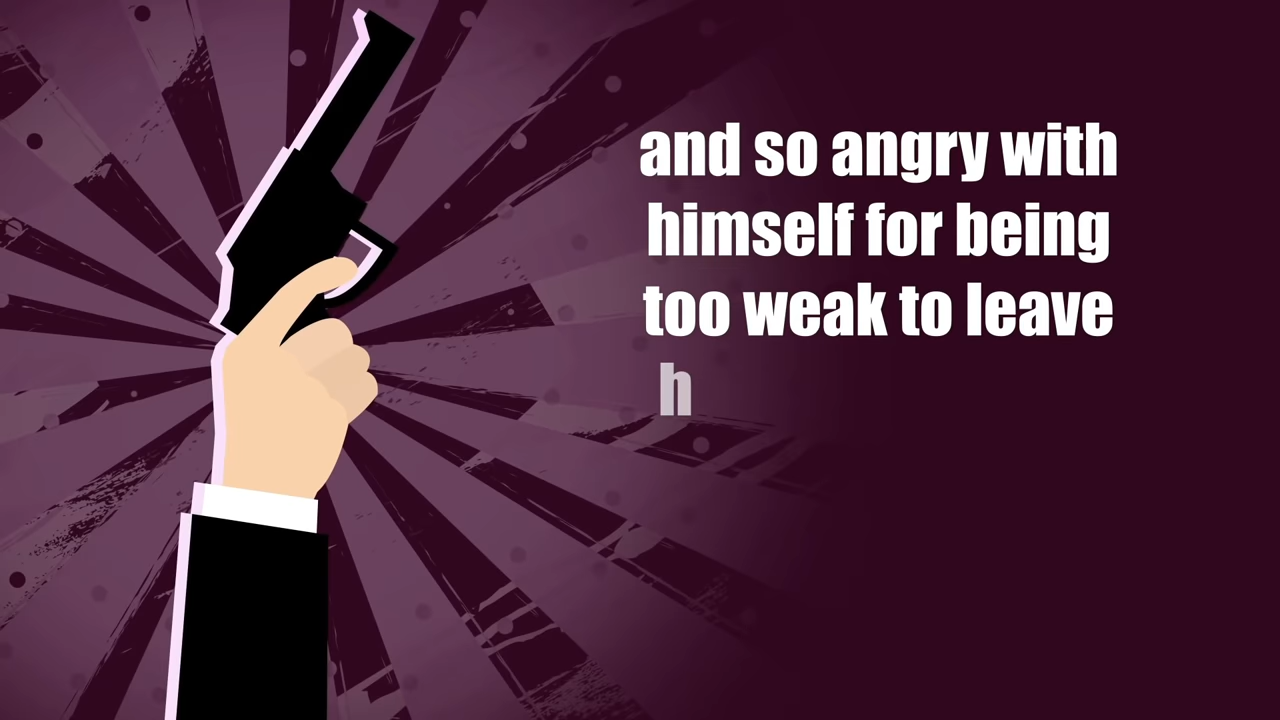 and so angry with
himself for being
too weak to leave
h